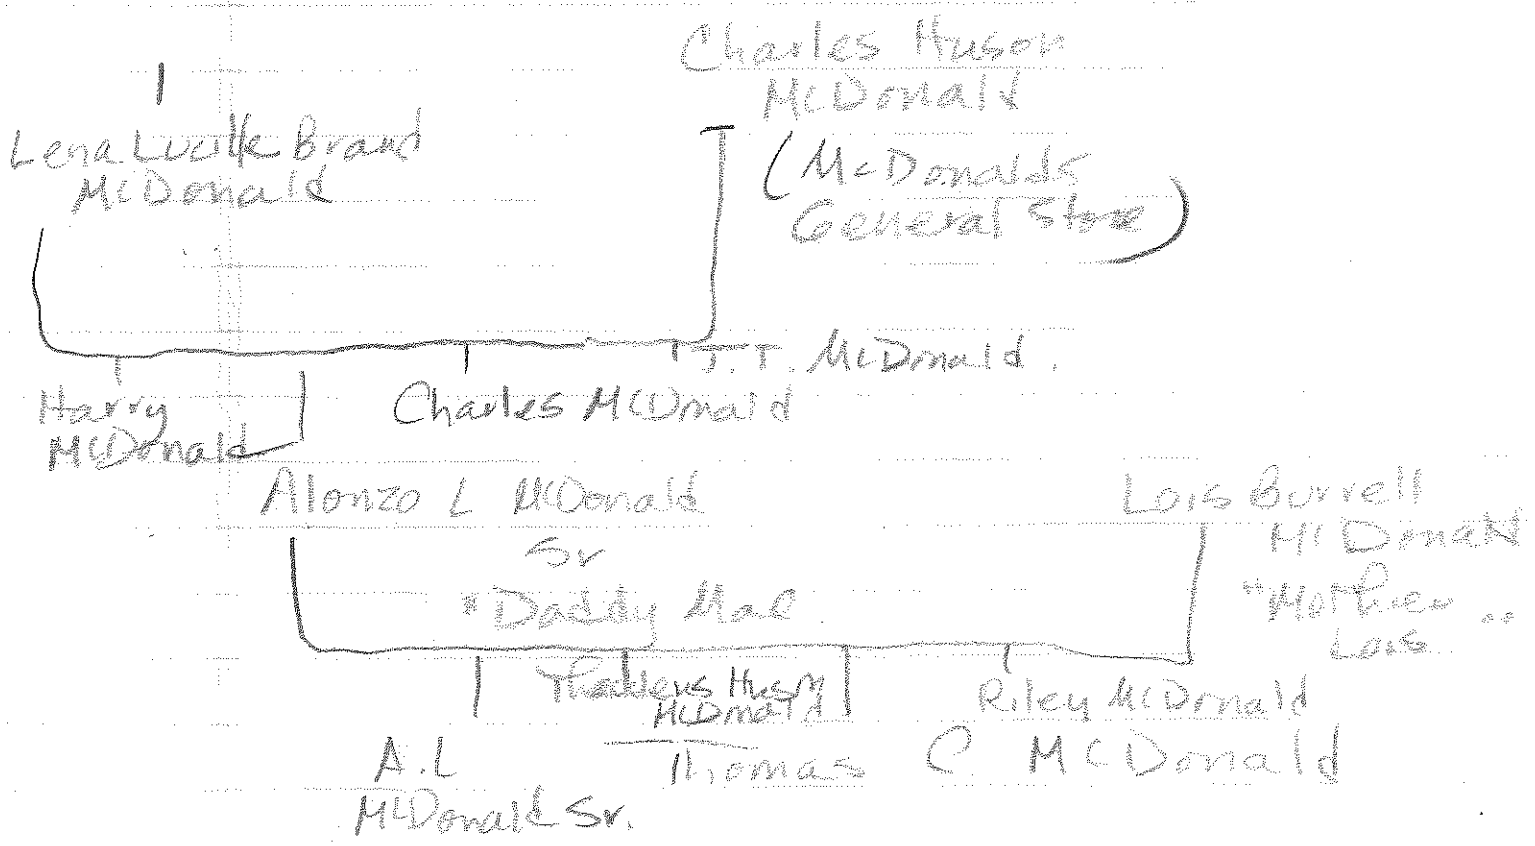 Charles Huson
McDonald
Lena Lucille Braud
McDonald
(McDonalds
General Store)
J. T. McDonald.
Harry
McDonald
Charles McDonald
Alonzo L McDonald
Sr
"Daddy Mac
Lois Burrell
McDonald
"Mother
Lois "
Thaddeus Huson
McDonald
Riley McDonald
Thomas C. McDonald
A.L
McDonald Sr.